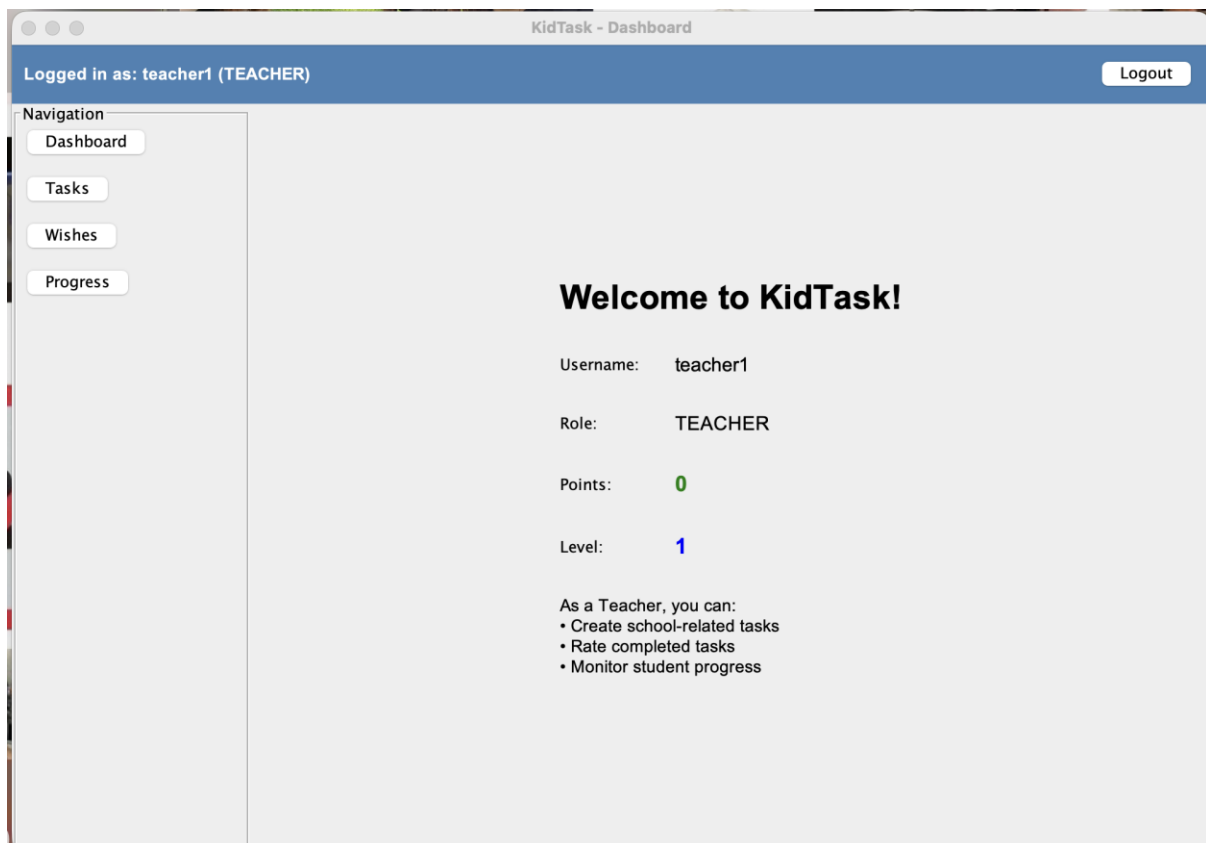 KidTask - Dashboard
Logged in as: teacher1 (TEACHER)
Logout
Navigation
Dashboard
Tasks
Wishes
Progress
Welcome to KidTask!
Username: teacher1
Role: TEACHER
Points: 0
Level: 1
As a Teacher, you can:
• Create school-related tasks
• Rate completed tasks
• Monitor student progress